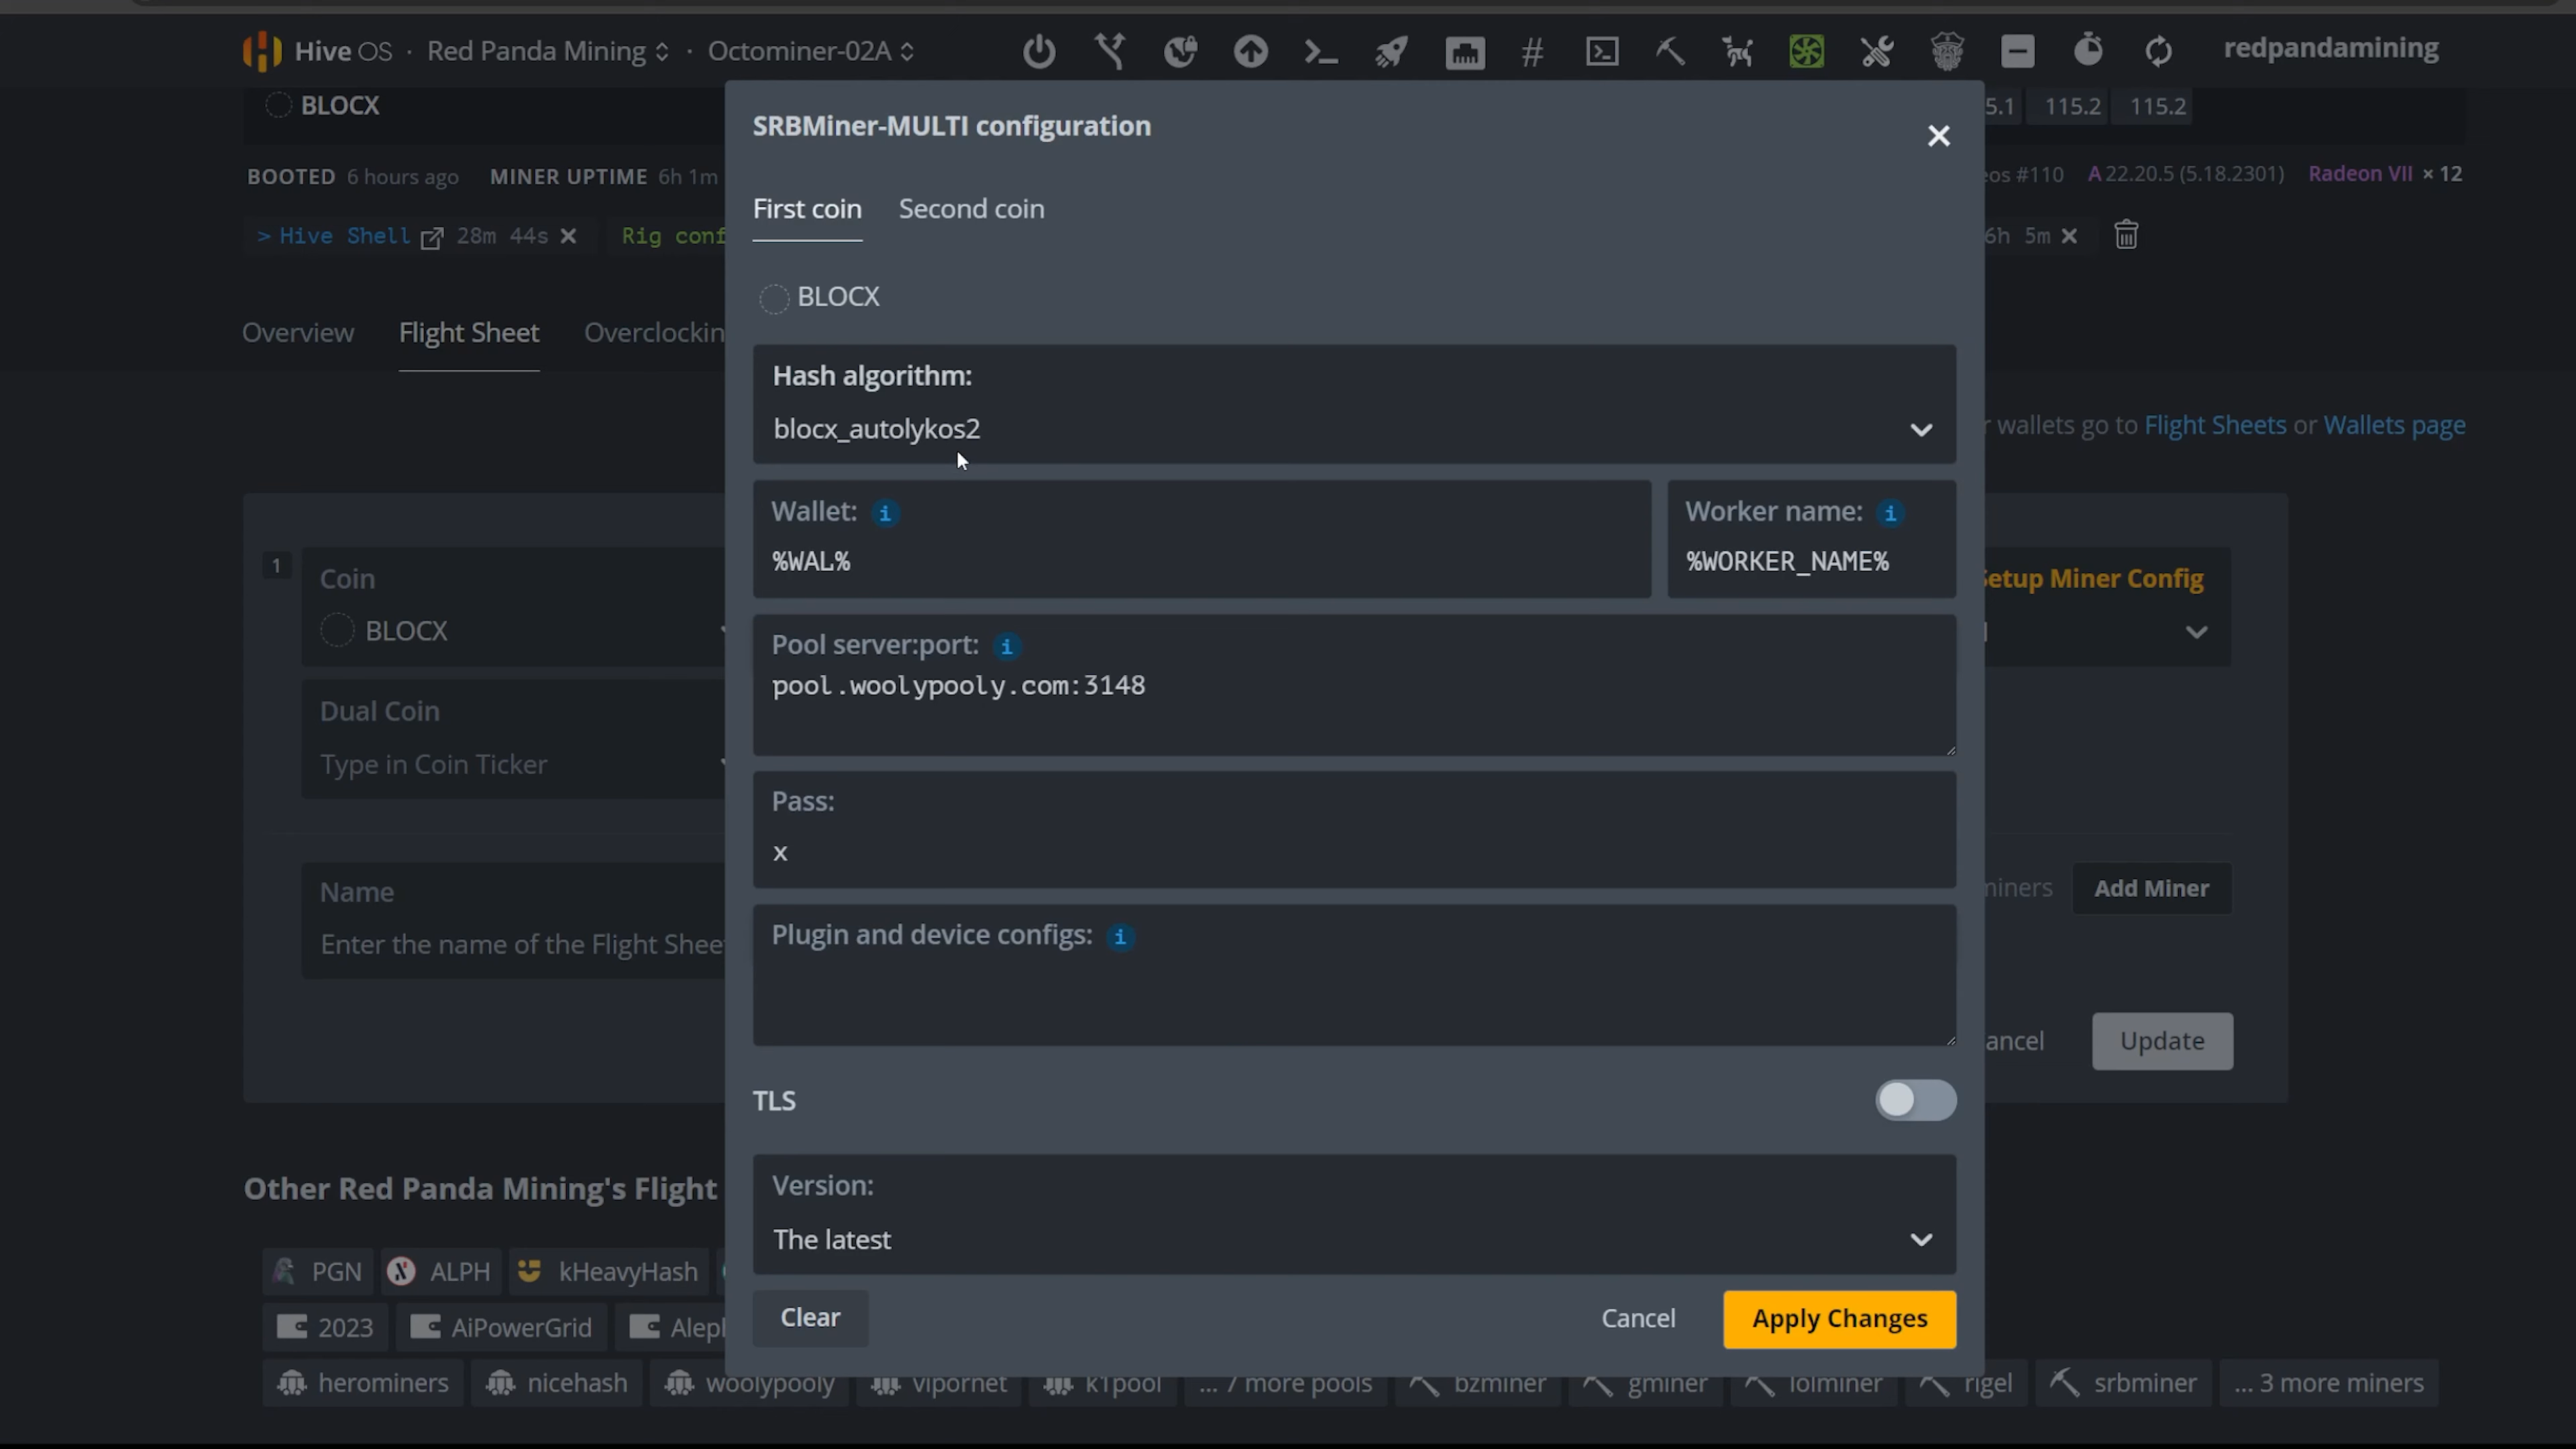 Hive OS · Red Panda Mining · Octominer-02A redpandamining
BLOCX 5.1 115.2 115.2
SRBMiner-MULTI configuration
BOOTED 6 hours ago MINER UPTIME 6h 1m #110 A 22.20.5 (5.18.2301) Radeon VII × 12
First coin Second coin
> Hive Shell 28m 44s × Rig conf 6h 5m ×
BLOCX
Overview Flight Sheet Overclockin
Hash algorithm:
blocx_autolykos2
wallets go to Flight Sheets or Wallets page
Wallet: i Worker name: i
%WAL% %WORKER_NAME%
1 Coin Setup Miner Config
BLOCX
Pool server:port: i
pool.woolypooly.com:3148
Dual Coin
Type in Coin Ticker
Pass:
x
Name miners Add Miner
Enter the name of the Flight Shee
Plugin and device configs: i
ancel Update
TLS
Other Red Panda Mining's Flight
Version:
The latest
PGN ALPH kHeavyHash
2023 AiPowerGrid Alep
Clear Cancel Apply Changes
herominers nicehash woolypooly vipornet k1pool ... 7 more pools bzminer gminer lolminer rigel srbminer ... 3 more miners